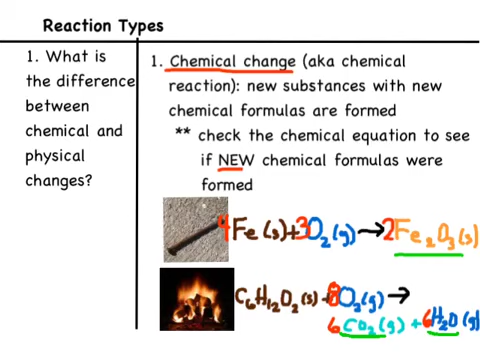 Reaction Types
1. What is
the difference
between
chemical and
physical
changes?
1. Chemical change (aka chemical
reaction): new substances with new
chemical formulas are formed
** check the chemical equation to see
if NEW chemical formulas were
formed
4Fe(s)+3O₂(g)→2Fe₂O₃(s)
C₆H₁₂O₂(s)+8O₂(g)→
6CO₂(g)+6H₂O(g)